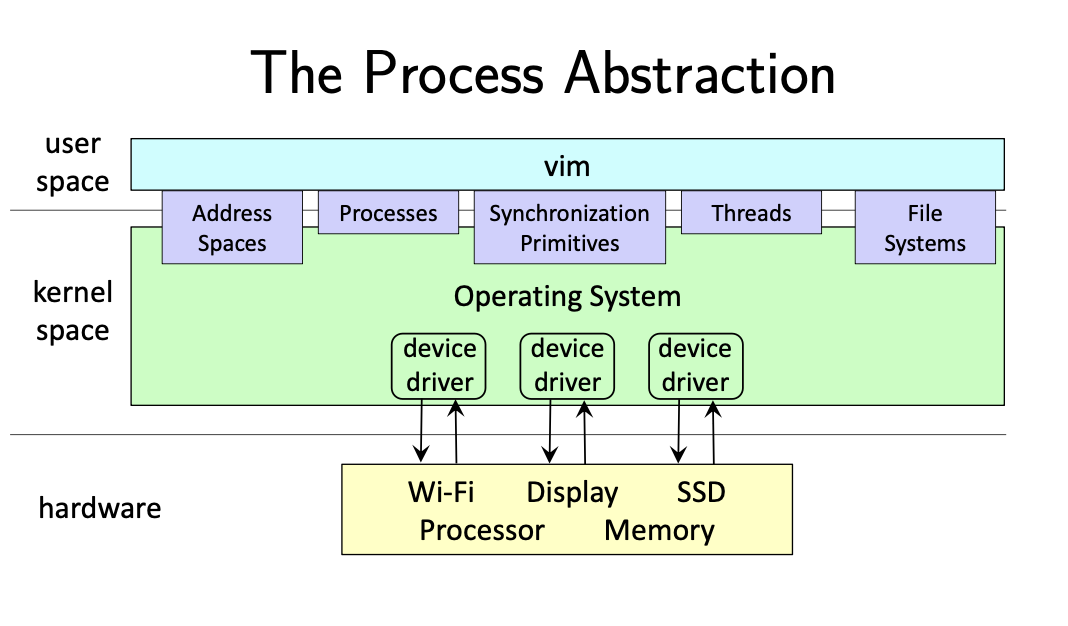 The Process Abstraction
user
space
vim
Address
Spaces
Processes
Synchronization
Primitives
Threads
File
Systems
kernel
space
Operating System
device
driver
device
driver
device
driver
hardware
Wi-Fi Display SSD
Processor Memory